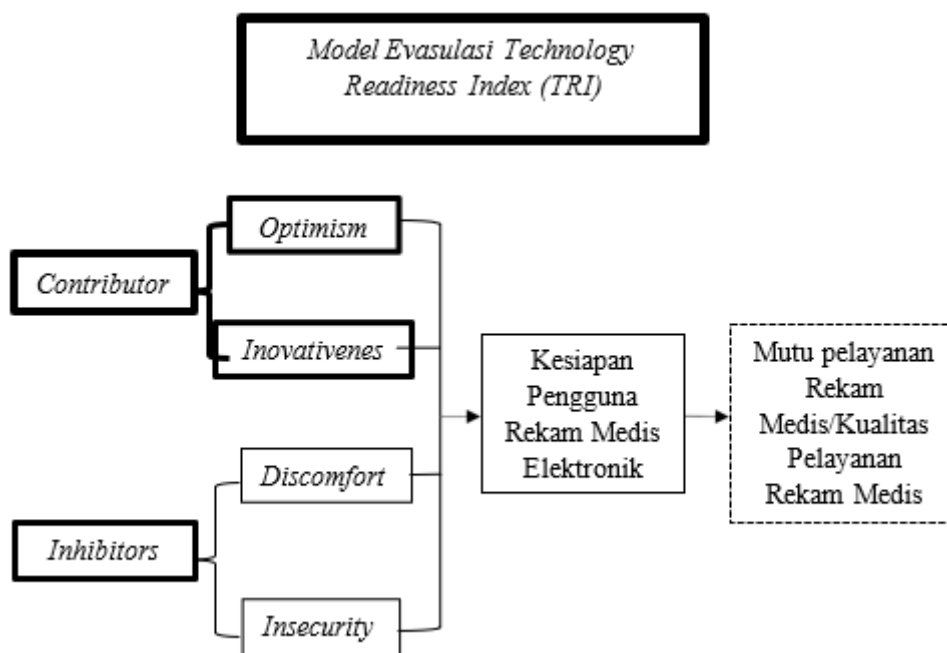 Model Evasulasi Technology
Readiness Index (TRI)
Optimism
Contributor
Inovativenes
Kesiapan
Pengguna
Rekam Medis
Elektronik
Mutu pelayanan
Rekam
Medis/Kualitas
Pelayanan
Rekam Medis
Discomfort
Inhibitors
Insecurity